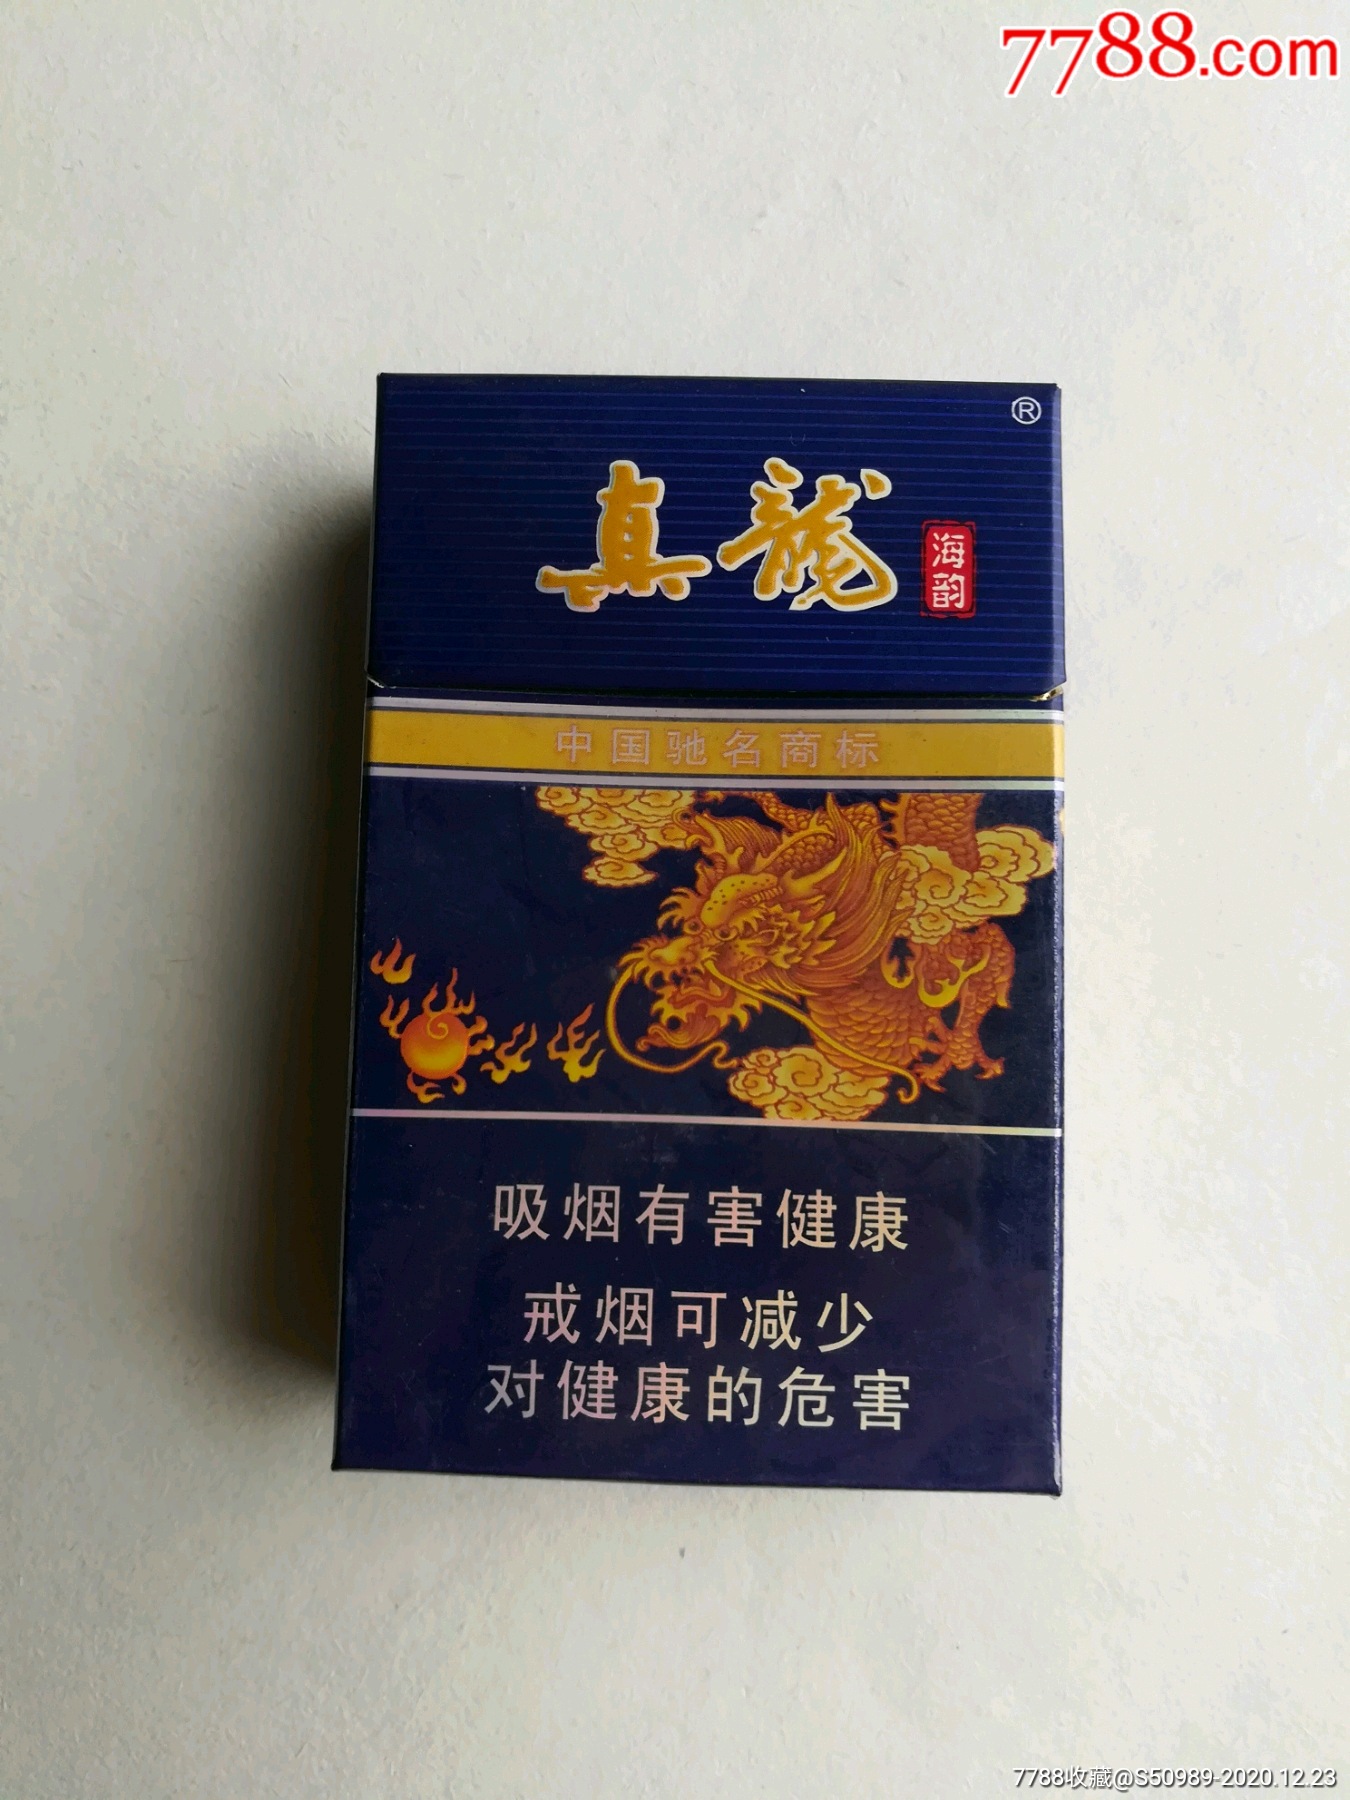 7788.com
®
真龍
海韵
中国驰名商标
吸烟有害健康
戒烟可减少
对健康的危害
7788收藏@S50989-2020.12.23